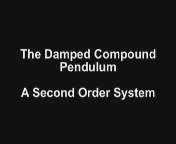 The Damped Compound
Pendulum
A Second Order System